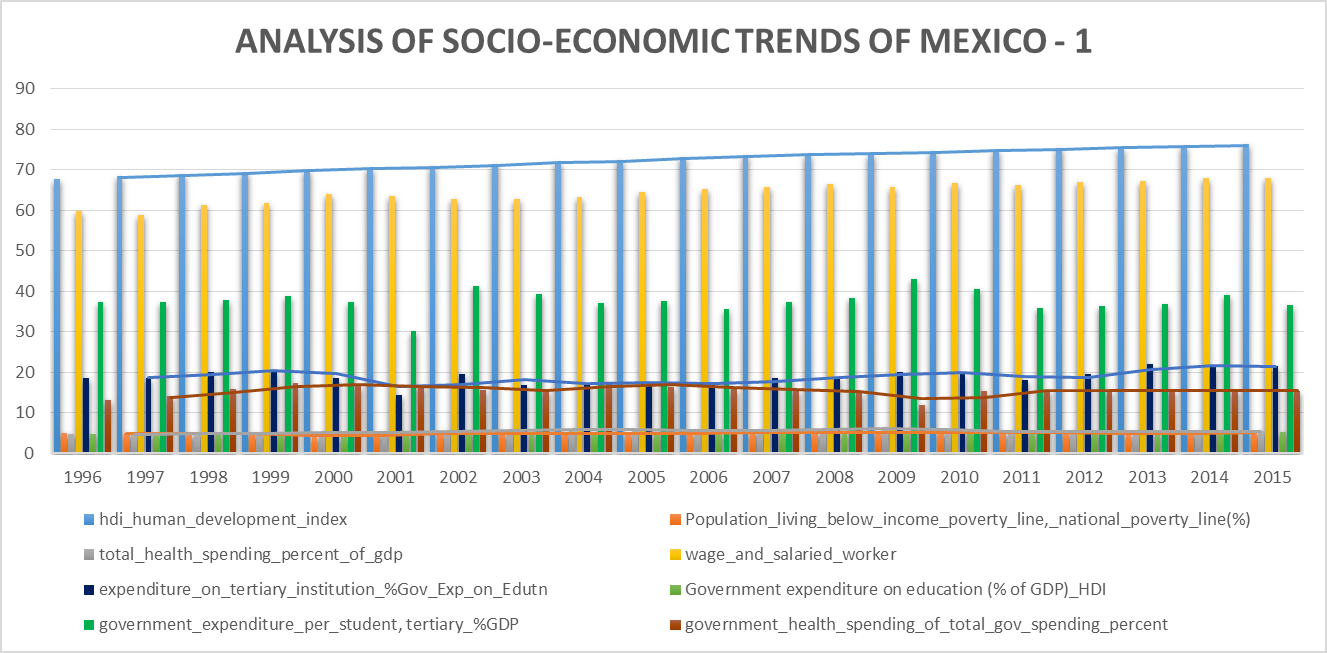 ANALYSIS OF SOCIO-ECONOMIC TRENDS OF MEXICO - 1
90
80
70
60
50
40
30
20
10
0
1996 1997 1998 1999 2000 2001 2002 2003 2004 2005 2006 2007 2008 2009 2010 2011 2012 2013 2014 2015
hdi_human_development_index
Population_living_below_income_poverty_line,_national_poverty_line(%)
total_health_spending_percent_of_gdp
wage_and_salaried_worker
expenditure_on_tertiary_institution_%Gov_Exp_on_Edutn
Government expenditure on education (% of GDP)_HDI
government_expenditure_per_student, tertiary_%GDP
government_health_spending_of_total_gov_spending_percent